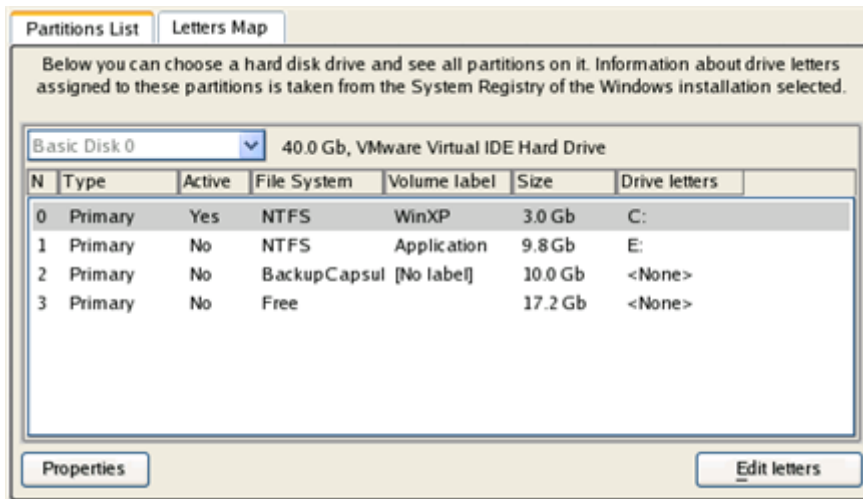 Partitions List Letters Map
Below you can choose a hard disk drive and see all partitions on it. Information about drive letters
assigned to these partitions is taken from the System Registry of the Windows installation selected.
Basic Disk 0 40.0 Gb, VMware Virtual IDE Hard Drive
N Type Active File System Volume label Size Drive letters
0 Primary Yes NTFS WinXP 3.0 Gb C:
1 Primary No NTFS Application 9.8 Gb E:
2 Primary No BackupCapsul [No label] 10.0 Gb <None>
3 Primary No Free 17.2 Gb <None>
Properties Edit letters